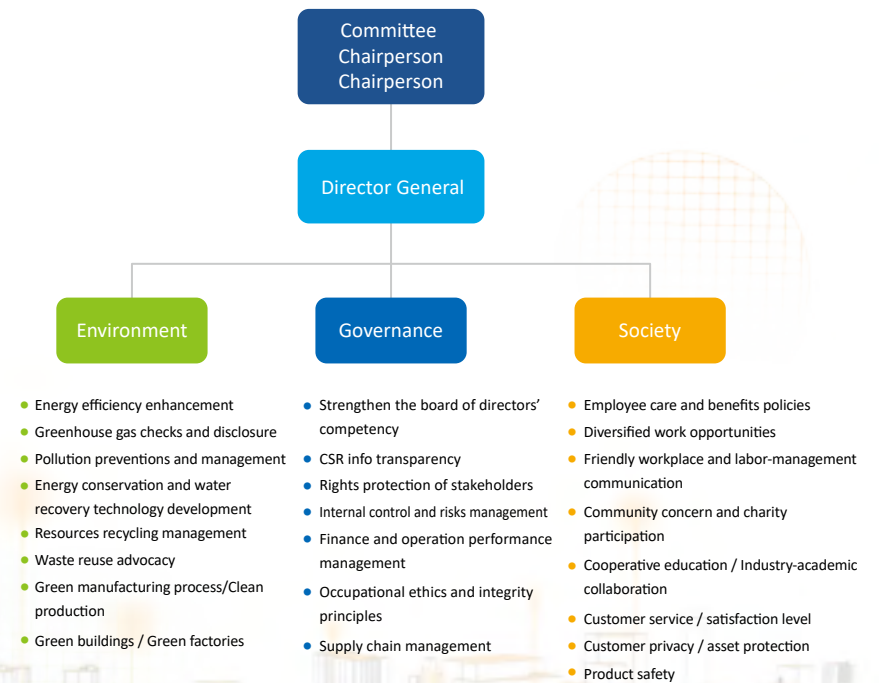 Committee
Chairperson
Chairperson
Director General
Environment
Governance
Society
Energy efficiency enhancement
Greenhouse gas checks and disclosure
Pollution preventions and management
Energy conservation and water
recovery technology development
Resources recycling management
Waste reuse advocacy
Green manufacturing process/Clean
production
Green buildings / Green factories
Strengthen the board of directors’
competency
CSR info transparency
Rights protection of stakeholders
Internal control and risks management
Finance and operation performance
management
Occupational ethics and integrity
principles
Supply chain management
Employee care and benefits policies
Diversified work opportunities
Friendly workplace and labor-management
communication
Community concern and charity
participation
Cooperative education / Industry-academic
collaboration
Customer service / satisfaction level
Customer privacy / asset protection
Product safety